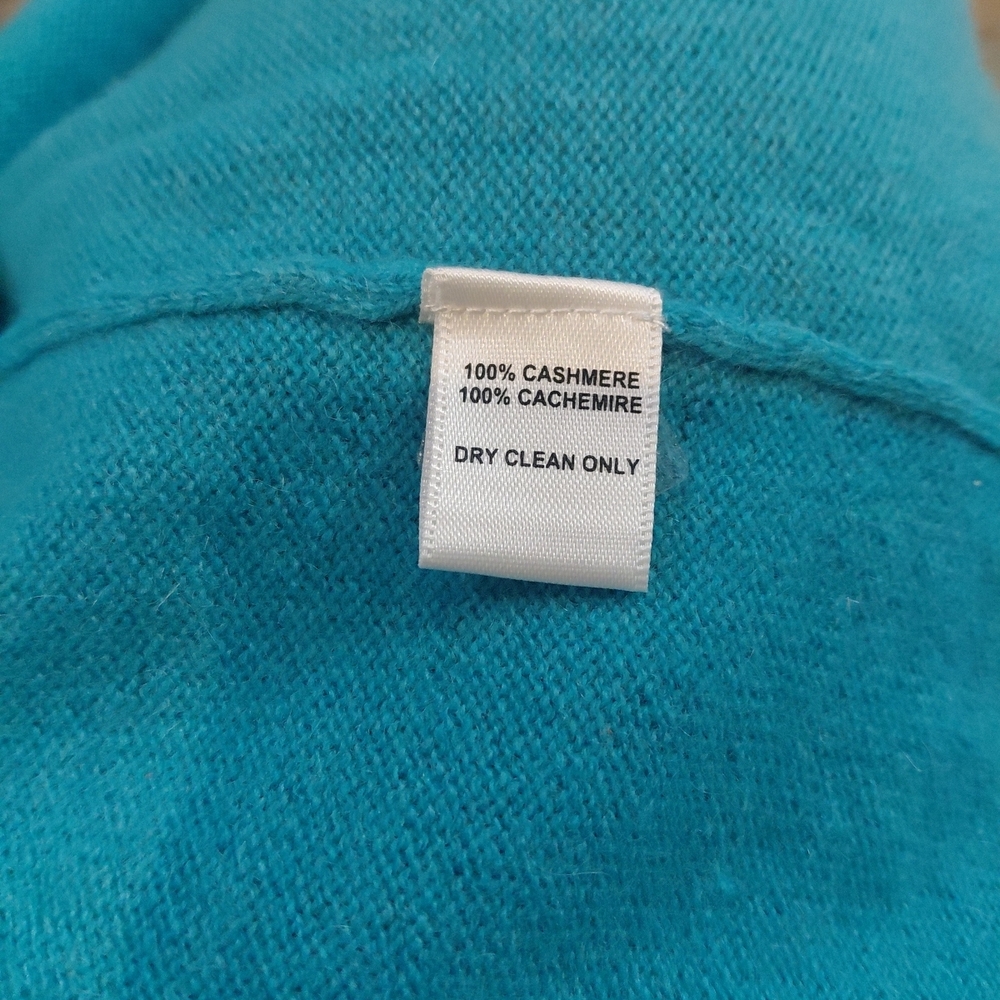 100% CASHMERE
100% CACHEMIRE
DRY CLEAN ONLY